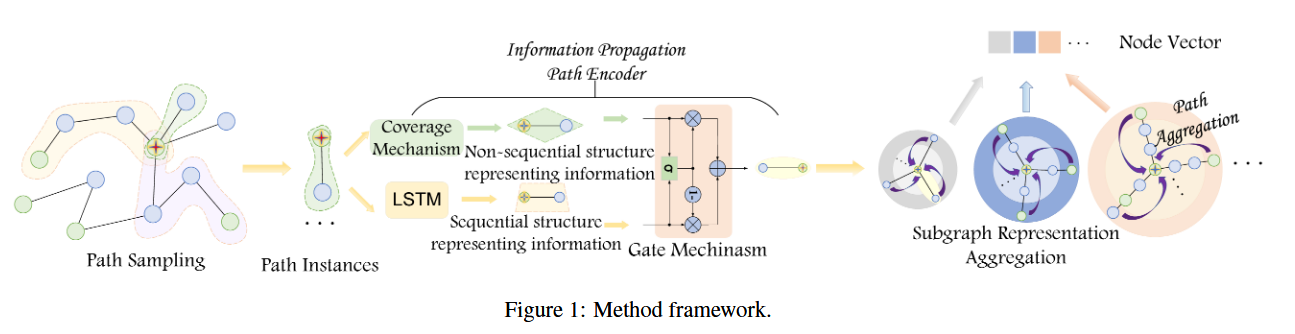 Information Propagation
Path Encoder
Node Vector
Path
Aggregation
Coverage
Mechanism
Non-sequential structure
representing information
LSTM
Sequential structure
representing information
σ
1-
Gate Mechinasm
Path Sampling
Path Instances
. . .
Subgraph Representation
Aggregation
Figure 1: Method framework.